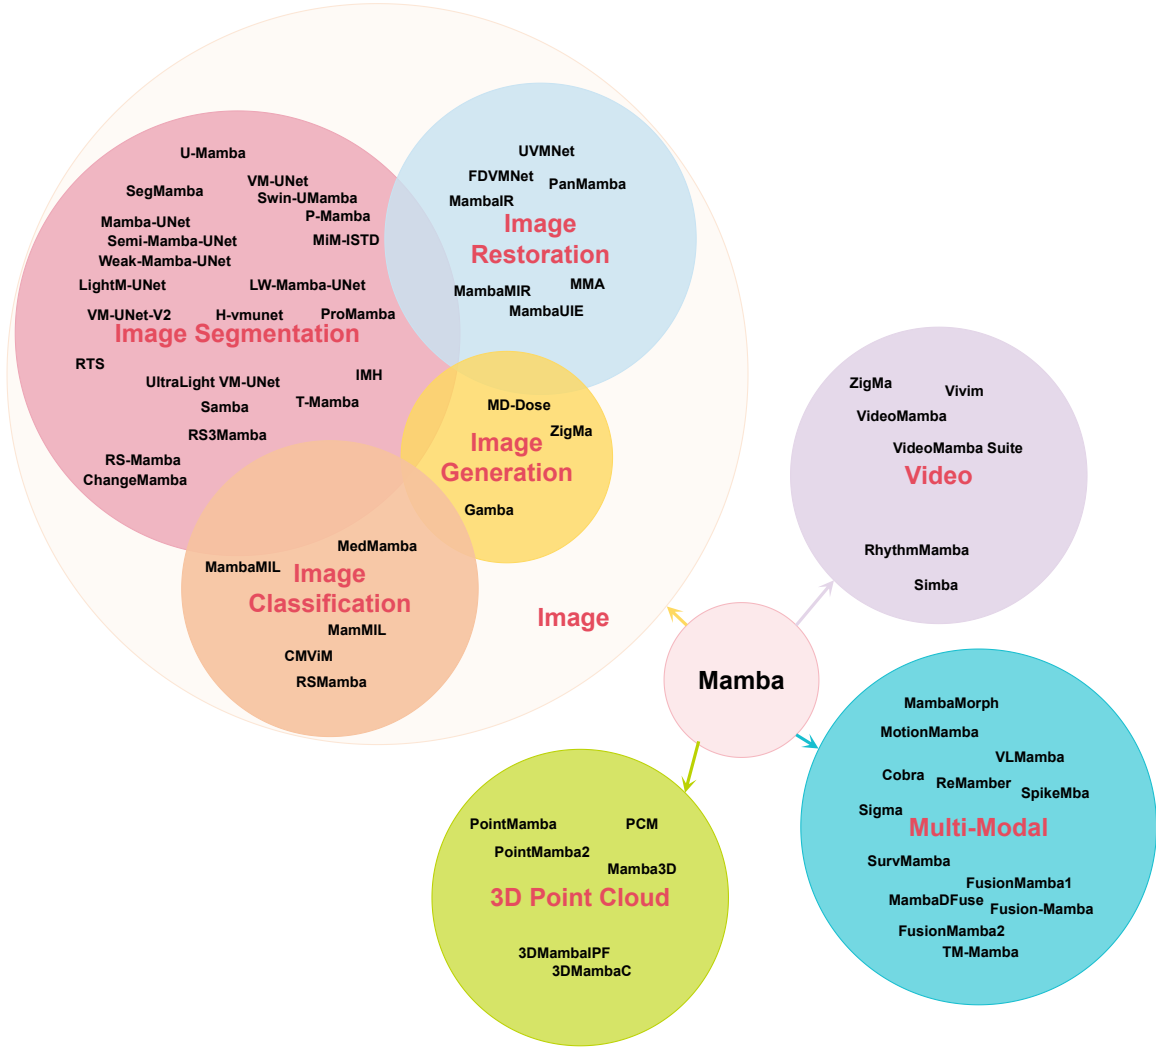 U-Mamba
VM-UNet
SegMamba
Swin-UMamba
P-Mamba
Mamba-UNet
Semi-Mamba-UNet
MiM-ISTD
Weak-Mamba-UNet
LightM-UNet
LW-Mamba-UNet
VM-UNet-V2
H-vmunet
ProMamba
Image Segmentation
RTS
IMH
UltraLight VM-UNet
T-Mamba
Samba
RS3Mamba
RS-Mamba
ChangeMamba
UVMNet
FDVMNet
PanMamba
MambaIR
Image
Restoration
MambaMIR
MMA
MambaUIE
MD-Dose
ZigMa
Image
Generation
Gamba
MedMamba
MambaMIL
Image
Classification
MamMIL
CMViM
RSMamba
Image
Mamba
ZigMa
Vivim
VideoMamba
VideoMamba Suite
Video
RhythmMamba
Simba
MambaMorph
MotionMamba
VLMamba
Cobra
ReMamber
SpikeMba
Sigma
Multi-Modal
SurvMamba
FusionMamba1
MambaDFuse
Fusion-Mamba
FusionMamba2
TM-Mamba
PointMamba
PCM
PointMamba2
Mamba3D
3D Point Cloud
3DMambaIPF
3DMambaC